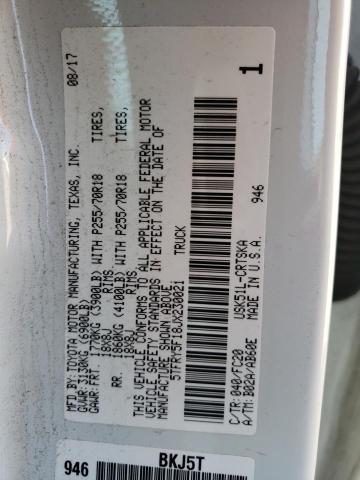 MFD BY: TOYOTA MOTOR MANUFACTURING, TEXAS, INC. 08/17
GVWR: 3130KG (6900LB)
GAWR: FRT. 1770KG (3900LB) WITH P255/70R18 TIRES,
18X8J RIMS
RR. 1860KG (4100LB) WITH P255/70R18 TIRES,
18X8J RIMS
THIS VEHICLE CONFORMS TO ALL APPLICABLE FEDERAL MOTOR
VEHICLE SAFETY STANDARDS IN EFFECT ON THE DATE OF
MANUFACTURE SHOWN ABOVE.
5TFRY5F18JX230021 TRUCK 1
C/TR: 040/FC20 USK51L-CRTSKA
A/TM: B02A/AB60E MADE IN U.S.A. 946
946 BKJ5T